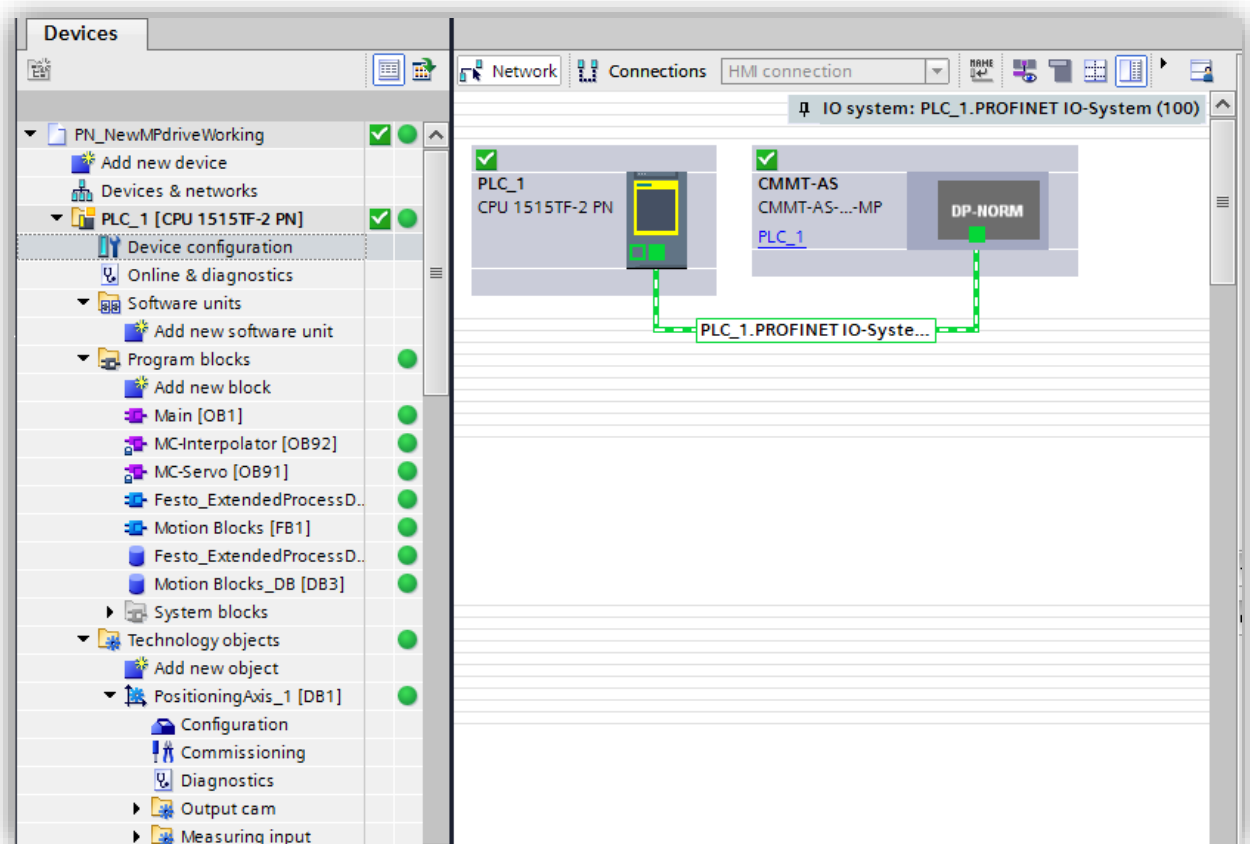 Devices
Network
Connections
HMI connection
NAME
IO system: PLC_1.PROFINET IO-System (100)
PN_NewMPdriveWorking
Add new device
Devices & networks
PLC_1 [CPU 1515TF-2 PN]
Device configuration
Online & diagnostics
Software units
Add new software unit
Program blocks
Add new block
Main [OB1]
MC-Interpolator [OB92]
MC-Servo [OB91]
Festo_ExtendedProcessD..
Motion Blocks [FB1]
Festo_ExtendedProcessD..
Motion Blocks_DB [DB3]
System blocks
Technology objects
Add new object
PositioningAxis_1 [DB1]
Configuration
Commissioning
Diagnostics
Output cam
Measuring input
PLC_1
CPU 1515TF-2 PN
CMMT-AS
CMMT-AS-...-MP
PLC_1
DP-NORM
PLC_1.PROFINET IO-Syste...